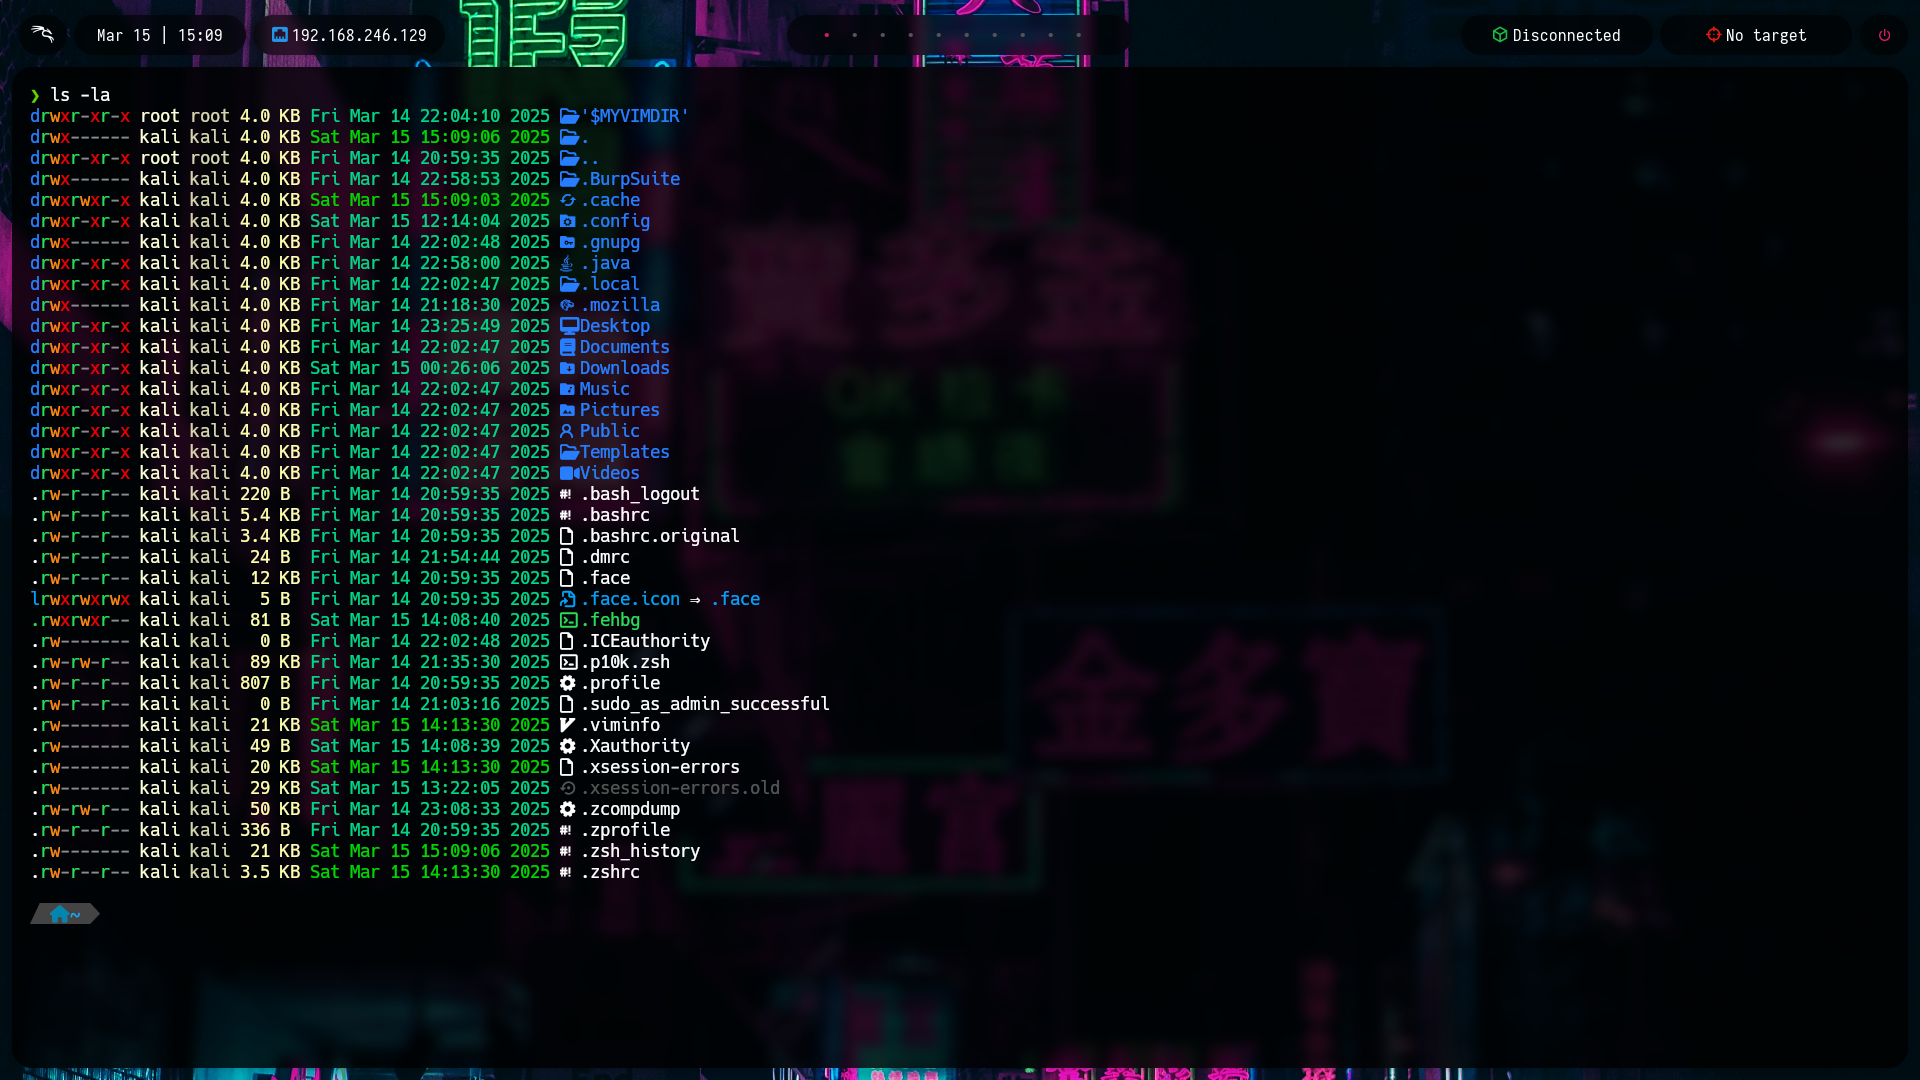 Mar 15 | 15:09
192.168.246.129
Disconnected
No target
❯ ls -la
drwxr-xr-x root root 4.0 KB Fri Mar 14 22:04:10 2025 '$MYVIMDIR'
drwx------ kali kali 4.0 KB Sat Mar 15 15:09:06 2025 .
drwxr-xr-x root root 4.0 KB Fri Mar 14 20:59:35 2025 ..
drwx------ kali kali 4.0 KB Fri Mar 14 22:58:53 2025 .BurpSuite
drwxrwxr-x kali kali 4.0 KB Sat Mar 15 15:09:03 2025 .cache
drwxr-xr-x kali kali 4.0 KB Sat Mar 15 12:14:04 2025 .config
drwx------ kali kali 4.0 KB Fri Mar 14 22:02:48 2025 .gnupg
drwxr-xr-x kali kali 4.0 KB Fri Mar 14 22:58:00 2025 .java
drwxr-xr-x kali kali 4.0 KB Fri Mar 14 22:02:47 2025 .local
drwx------ kali kali 4.0 KB Fri Mar 14 21:18:30 2025 .mozilla
drwxr-xr-x kali kali 4.0 KB Fri Mar 14 23:25:49 2025 Desktop
drwxr-xr-x kali kali 4.0 KB Fri Mar 14 22:02:47 2025 Documents
drwxr-xr-x kali kali 4.0 KB Sat Mar 15 00:26:06 2025 Downloads
drwxr-xr-x kali kali 4.0 KB Fri Mar 14 22:02:47 2025 Music
drwxr-xr-x kali kali 4.0 KB Fri Mar 14 22:02:47 2025 Pictures
drwxr-xr-x kali kali 4.0 KB Fri Mar 14 22:02:47 2025 Public
drwxr-xr-x kali kali 4.0 KB Fri Mar 14 22:02:47 2025 Templates
drwxr-xr-x kali kali 4.0 KB Fri Mar 14 22:02:47 2025 Videos
.rw-r--r-- kali kali 220 B Fri Mar 14 20:59:35 2025 .bash_logout
.rw-r--r-- kali kali 5.4 KB Fri Mar 14 20:59:35 2025 .bashrc
.rw-r--r-- kali kali 3.4 KB Fri Mar 14 20:59:35 2025 .bashrc.original
.rw-r--r-- kali kali 24 B Fri Mar 14 21:54:44 2025 .dmrc
.rw-r--r-- kali kali 12 KB Fri Mar 14 20:59:35 2025 .face
lrwxrwxrwx kali kali 5 B Fri Mar 14 20:59:35 2025 .face.icon ⇒ .face
.rwxrwxr-- kali kali 81 B Sat Mar 15 14:08:40 2025 .fehbg
.rw------- kali kali 0 B Fri Mar 14 22:02:48 2025 .ICEauthority
.rw-rw-r-- kali kali 89 KB Fri Mar 14 21:35:30 2025 .p10k.zsh
.rw-r--r-- kali kali 807 B Fri Mar 14 20:59:35 2025 .profile
.rw-r--r-- kali kali 0 B Fri Mar 14 21:03:16 2025 .sudo_as_admin_successful
.rw------- kali kali 21 KB Sat Mar 15 14:13:30 2025 .viminfo
.rw------- kali kali 49 B Sat Mar 15 14:08:39 2025 .Xauthority
.rw------- kali kali 20 KB Sat Mar 15 14:13:30 2025 .xsession-errors
.rw------- kali kali 29 KB Sat Mar 15 13:22:05 2025 .xsession-errors.old
.rw-rw-r-- kali kali 50 KB Fri Mar 14 23:08:33 2025 .zcompdump
.rw-r--r-- kali kali 336 B Fri Mar 14 20:59:35 2025 .zprofile
.rw------- kali kali 21 KB Sat Mar 15 15:09:06 2025 .zsh_history
.rw-r--r-- kali kali 3.5 KB Sat Mar 15 14:13:30 2025 .zshrc
~
金多寶